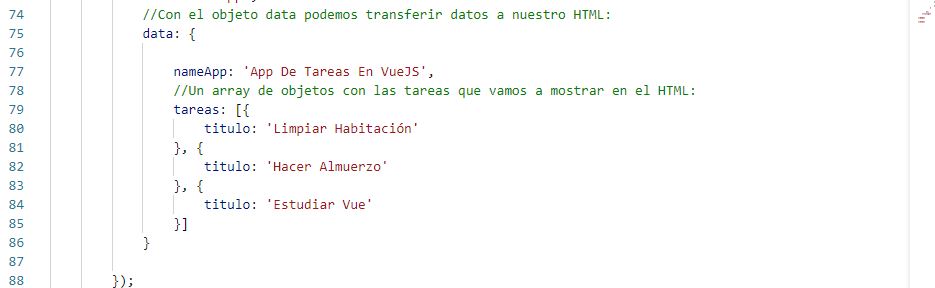 74 //Con el objeto data podemos transferir datos a nuestro HTML:
75 data: {
76
77 nameApp: 'App De Tareas En VueJS',
78 //Un array de objetos con las tareas que vamos a mostrar en el HTML:
79 tareas: [{
80 titulo: 'Limpiar Habitación'
81 }, {
82 titulo: 'Hacer Almuerzo'
83 }, {
84 titulo: 'Estudiar Vue'
85 }]
86 }
87
88 });